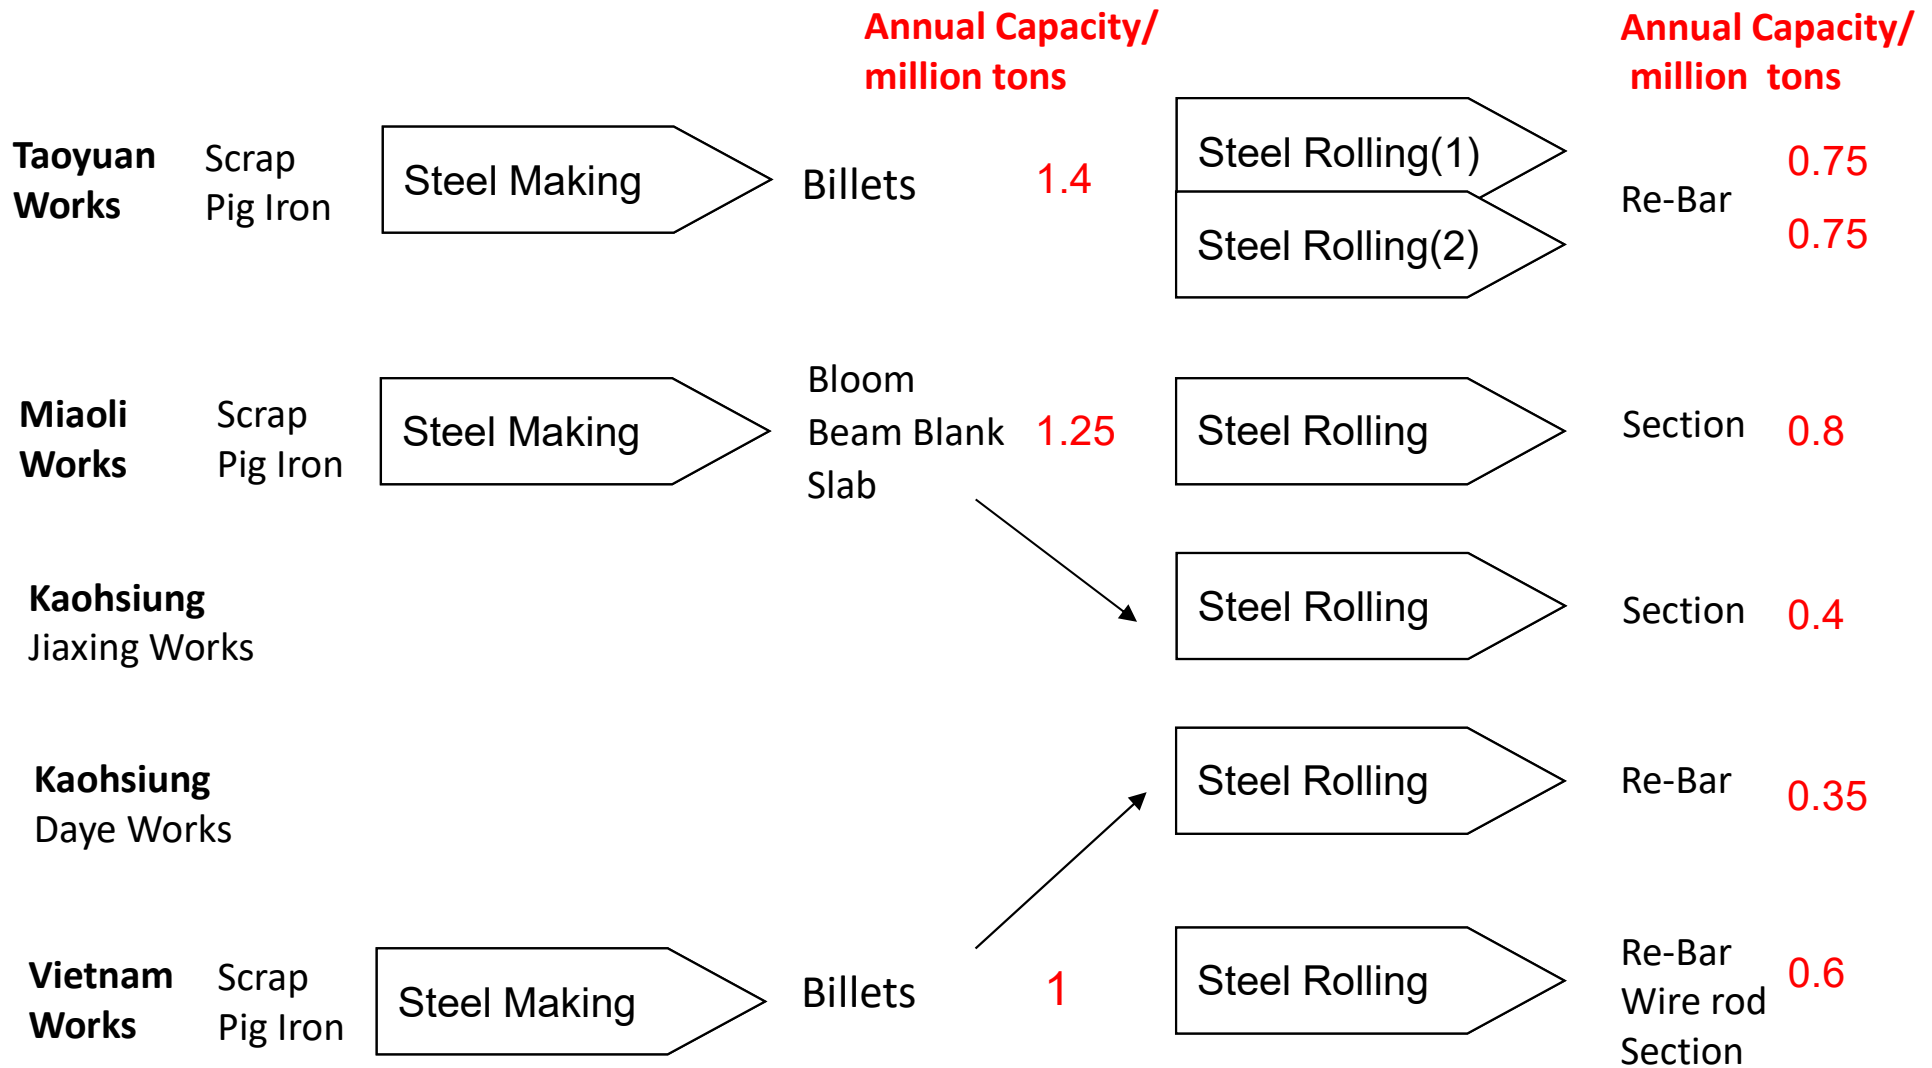 Annual Capacity/
million tons
Annual Capacity/
million  tons
Taoyuan
Works
Scrap
Pig Iron
Steel Making
Billets
1.4
Steel Rolling(1)
Steel Rolling(2)
Re-Bar
0.75
0.75
Miaoli
Works
Scrap
Pig Iron
Steel Making
Bloom
Beam Blank
Slab
1.25
Steel Rolling
Section
0.8
Kaohsiung
Jiaxing Works
Steel Rolling
Section
0.4
Kaohsiung
Daye Works
Steel Rolling
Re-Bar
0.35
Vietnam
Works
Scrap
Pig Iron
Steel Making
Billets
1
Steel Rolling
Re-Bar
Wire rod
Section
0.6